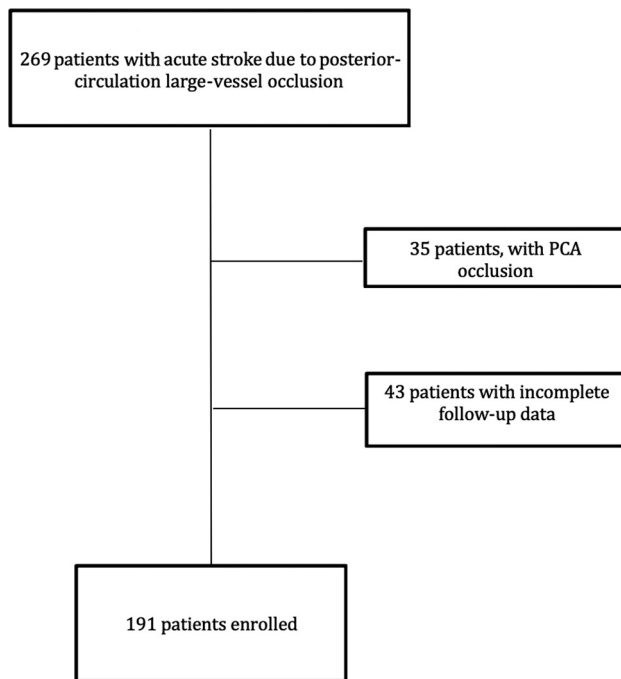 269 patients with acute stroke due to posterior-
circulation large-vessel occlusion
35 patients, with PCA
occlusion
43 patients with incomplete
follow-up data
191 patients enrolled